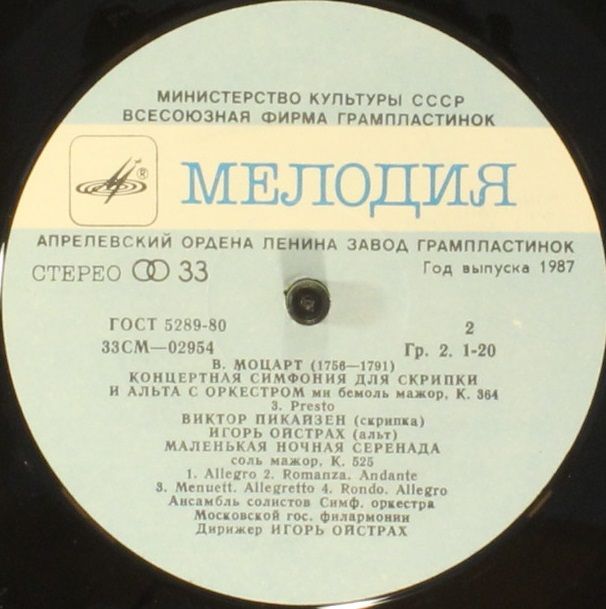 МИНИСТЕРСТВО КУЛЬТУРЫ СССР
ВСЕСОЮЗНАЯ ФИРМА ГРАМПЛАСТИНОК
® МЕЛОДИЯ
АПРЕЛЕВСКИЙ ОРДЕНА ЛЕНИНА ЗАВОД ГРАМПЛАСТИНОК
СТЕРЕО 33 Год выпуска 1987
ГОСТ 5289-80 2
33СМ—02954 Гр. 2. 1-20
В. МОЦАРТ (1756—1791)
КОНЦЕРТНАЯ СИМФОНИЯ ДЛЯ СКРИПКИ
И АЛЬТА С ОРКЕСТРОМ ми бемоль мажор, К. 364
3. Presto
ВИКТОР ПИКАЙЗЕН (скрипка)
ИГОРЬ ОЙСТРАХ (альт)
МАЛЕНЬКАЯ НОЧНАЯ СЕРЕНАДА
соль мажор, К. 525
1. Allegro 2. Romanza. Andante
3. Menuett. Allegretto 4. Rondo. Allegro
Ансамбль солистов Симф. оркестра
Московской гос. филармонии
Дирижер ИГОРЬ ОЙСТРАХ